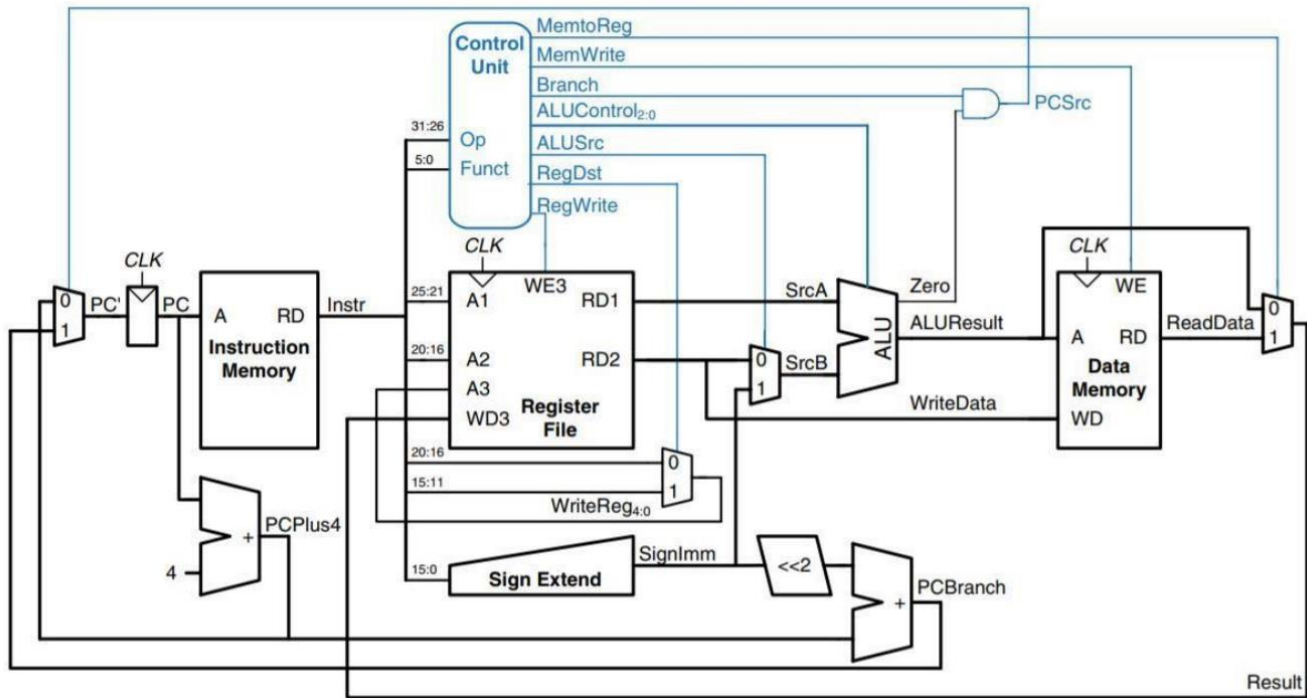 MemtoReg
Control
Unit
MemWrite
Branch
PCSrc
ALUControl2:0
31:26
Op
ALUSrc
5:0
Funct
RegDst
RegWrite
CLK
CLK
CLK
WE3
WE
0
1
PC'
PC
A
RD
Instr
25:21
A1
RD1
SrcA
Zero
ALU
ALUResult
ReadData
0
1
Instruction
Memory
20:16
A2
RD2
0
1
SrcB
A
RD
Data
Memory
A3
WD3
Register
File
WriteData
WD
20:16
0
15:11
1
WriteReg4:0
PCPlus4
+
4
SignImm
15:0
Sign Extend
<<2
PCBranch
+
Result